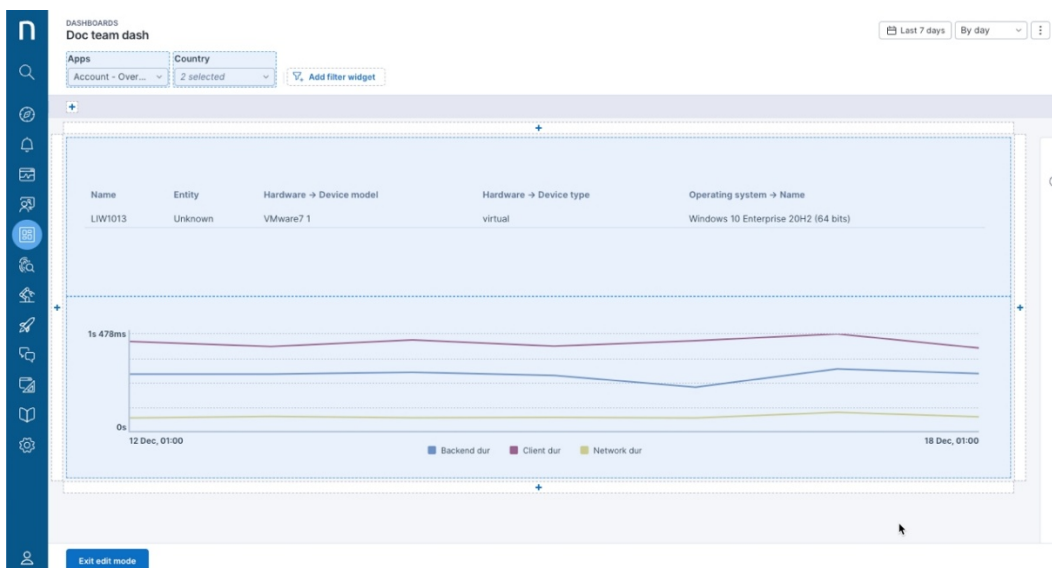 n
DASHBOARDS
Doc team dash
Last 7 days
By day
Apps
Country
Account - Over...
2 selected
Add filter widget
Name Entity Hardware → Device model Hardware → Device type Operating system → Name
LIW1013 Unknown VMware7 1 virtual Windows 10 Enterprise 20H2 (64 bits)
1s 478ms
0s
12 Dec, 01:00
18 Dec, 01:00
Backend dur Client dur Network dur
Exit edit mode